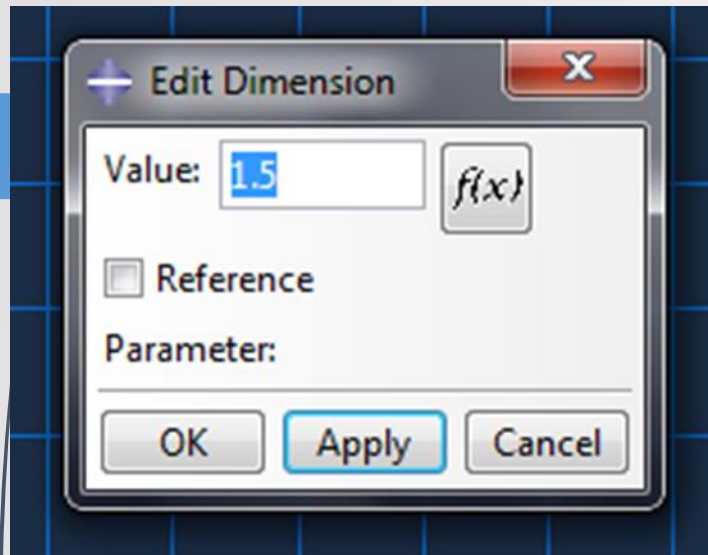 Edit Dimension
Value: 1.5 f(x)
Reference
Parameter:
OK Apply Cancel